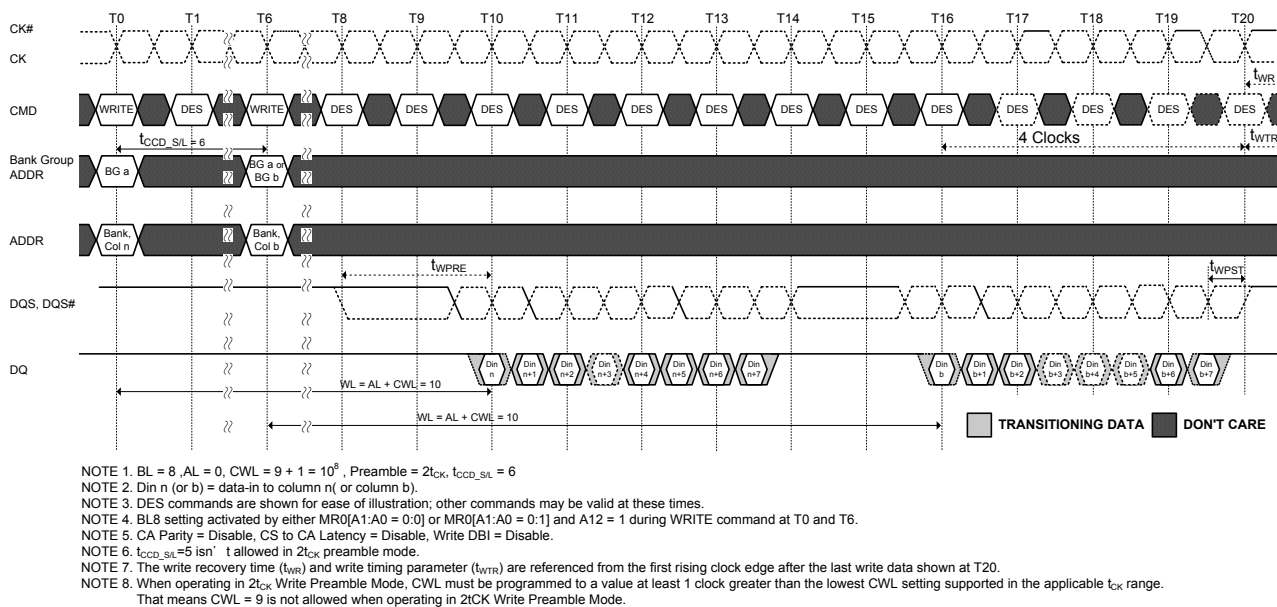 T0 T1 T6 T8 T9 T10 T11 T12 T13 T14 T15 T16 T17 T18 T19 T20
CK#
CK
tWR
CMD
WRITE DES WRITE DES DES DES DES DES DES DES DES DES DES DES DES DES
tCCD_S/L = 6
4 Clocks
tWTR
Bank Group
ADDR
BG a
BG a or
BG b
ADDR
Bank,
Col n
Bank,
Col b
tWPRE
tWPST
DQS, DQS#
DQ
Din
n
Din
n+1
Din
n+2
Din
n+3
Din
n+4
Din
n+5
Din
n+6
Din
n+7
Din
b
Din
b+1
Din
b+2
Din
b+3
Din
b+4
Din
b+5
Din
b+6
Din
b+7
WL = AL + CWL = 10
WL = AL + CWL = 10
TRANSITIONING DATA DON'T CARE
NOTE 1. BL = 8 ,AL = 0, CWL = 9 + 1 = 10⁸ , Preamble = 2tCK, tCCD_S/L = 6
NOTE 2. Din n (or b) = data-in to column n( or column b).
NOTE 3. DES commands are shown for ease of illustration; other commands may be valid at these times.
NOTE 4. BL8 setting activated by either MR0[A1:A0 = 0:0] or MR0[A1:A0 = 0:1] and A12 = 1 during WRITE command at T0 and T6.
NOTE 5. CA Parity = Disable, CS to CA Latency = Disable, Write DBI = Disable.
NOTE 6. tCCD_S/L=5 isn't allowed in 2tCK preamble mode.
NOTE 7. The write recovery time (tWR) and write timing parameter (tWTR) are referenced from the first rising clock edge after the last write data shown at T20.
NOTE 8. When operating in 2tCK Write Preamble Mode, CWL must be programmed to a value at least 1 clock greater than the lowest CWL setting supported in the applicable tCK range.
That means CWL = 9 is not allowed when operating in 2tCK Write Preamble Mode.